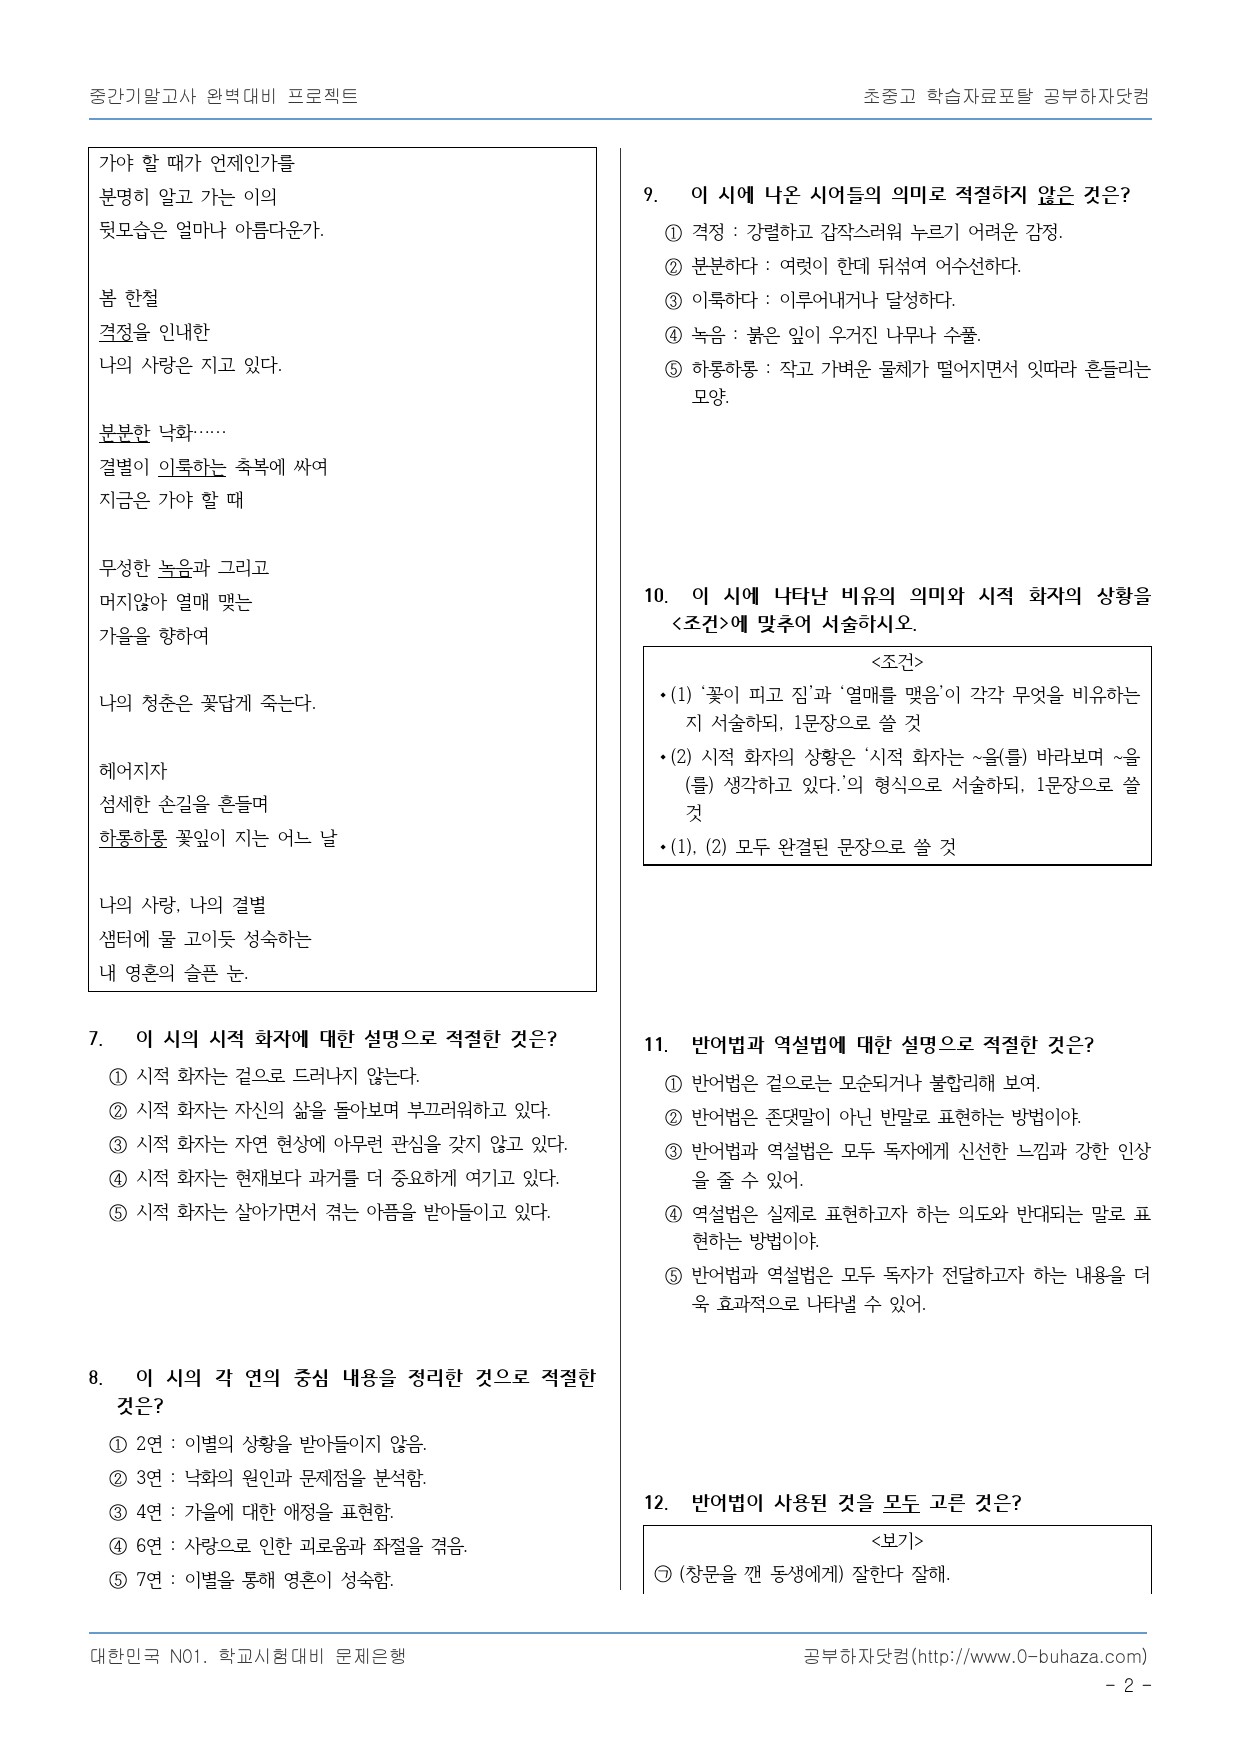 중간기말고사 완벽대비 프로젝트
초중고 학습자료포탈 공부하자닷컴
가야 할 때가 언제인가를
분명히 알고 가는 이의
뒷모습은 얼마나 아름다운가.
봄 한철
격정을 인내한
나의 사랑은 지고 있다.
분분한 낙화……
결별이 이룩하는 축복에 싸여
지금은 가야 할 때
무성한 녹음과 그리고
머지않아 열매 맺는
가을을 향하여
나의 청춘은 꽃답게 죽는다.
헤어지자
섬세한 손길을 흔들며
하롱하롱 꽃잎이 지는 어느 날
나의 사랑, 나의 결별
샘터에 물 고이듯 성숙하는
내 영혼의 슬픈 눈.
7. 이 시의 시적 화자에 대한 설명으로 적절한 것은?
① 시적 화자는 겉으로 드러나지 않는다.
② 시적 화자는 자신의 삶을 돌아보며 부끄러워하고 있다.
③ 시적 화자는 자연 현상에 아무런 관심을 갖지 않고 있다.
④ 시적 화자는 현재보다 과거를 더 중요하게 여기고 있다.
⑤ 시적 화자는 살아가면서 겪는 아픔을 받아들이고 있다.
8. 이 시의 각 연의 중심 내용을 정리한 것으로 적절한
것은?
① 2연 : 이별의 상황을 받아들이지 않음.
② 3연 : 낙화의 원인과 문제점을 분석함.
③ 4연 : 가을에 대한 애정을 표현함.
④ 6연 : 사랑으로 인한 괴로움과 좌절을 겪음.
⑤ 7연 : 이별을 통해 영혼이 성숙함.
9. 이 시에 나온 시어들의 의미로 적절하지 않은 것은?
① 격정 : 강렬하고 갑작스러워 누르기 어려운 감정.
② 분분하다 : 여럿이 한데 뒤섞여 어수선하다.
③ 이룩하다 : 이루어내거나 달성하다.
④ 녹음 : 붉은 잎이 우거진 나무나 수풀.
⑤ 하롱하롱 : 작고 가벼운 물체가 떨어지면서 잇따라 흔들리는
모양.
10. 이 시에 나타난 비유의 의미와 시적 화자의 상황을
<조건>에 맞추어 서술하시오.
<조건>
•(1) ‘꽃이 피고 짐’과 ‘열매를 맺음’이 각각 무엇을 비유하는
지 서술하되, 1문장으로 쓸 것
•(2) 시적 화자의 상황은 ‘시적 화자는 ~을(를) 바라보며 ~을
(를) 생각하고 있다.’의 형식으로 서술하되, 1문장으로 쓸
것
•(1), (2) 모두 완결된 문장으로 쓸 것
11. 반어법과 역설법에 대한 설명으로 적절한 것은?
① 반어법은 겉으로는 모순되거나 불합리해 보여.
② 반어법은 존댓말이 아닌 반말로 표현하는 방법이야.
③ 반어법과 역설법은 모두 독자에게 신선한 느낌과 강한 인상
을 줄 수 있어.
④ 역설법은 실제로 표현하고자 하는 의도와 반대되는 말로 표
현하는 방법이야.
⑤ 반어법과 역설법은 모두 독자가 전달하고자 하는 내용을 더
욱 효과적으로 나타낼 수 있어.
12. 반어법이 사용된 것을 모두 고른 것은?
<보기>
㉠ (창문을 깬 동생에게) 잘한다 잘해.
대한민국 N01. 학교시험대비 문제은행
공부하자닷컴(http://www.0-buhaza.com)
- 2 -